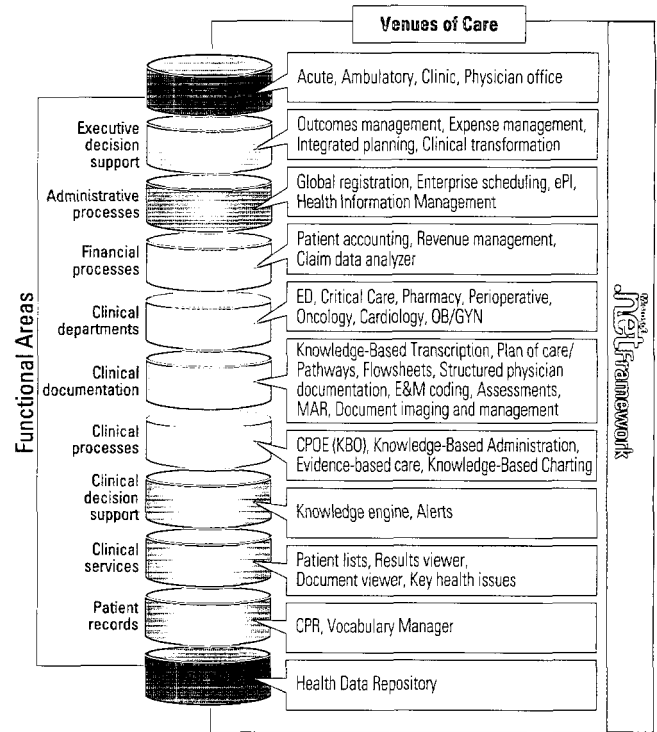 Venues of Care
Acute, Ambulatory, Clinic, Physician office
Executive
decision
support
Outcomes management, Expense management,
Integrated planning, Clinical transformation
Administrative
processes
Global registration, Enterprise scheduling, ePI,
Health Information Management
Financial
processes
Patient accounting, Revenue management,
Claim data analyzer
Clinical
departments
ED, Critical Care, Pharmacy, Perioperative,
Oncology, Cardiology, OB/GYN
Clinical
documentation
Knowledge-Based Transcription, Plan of care/
Pathways, Flowsheets, Structured physician
documentation, E&M coding, Assessments,
MAR, Document imaging and management
Clinical
processes
CPOE (KBO), Knowledge-Based Administration,
Evidence-based care, Knowledge-Based Charting
Clinical
decision
support
Knowledge engine, Alerts
Clinical
services
Patient lists, Results viewer,
Document viewer, Key health issues
Patient
records
CPR, Vocabulary Manager
Health Data Repository
Functional Areas
.net Framework